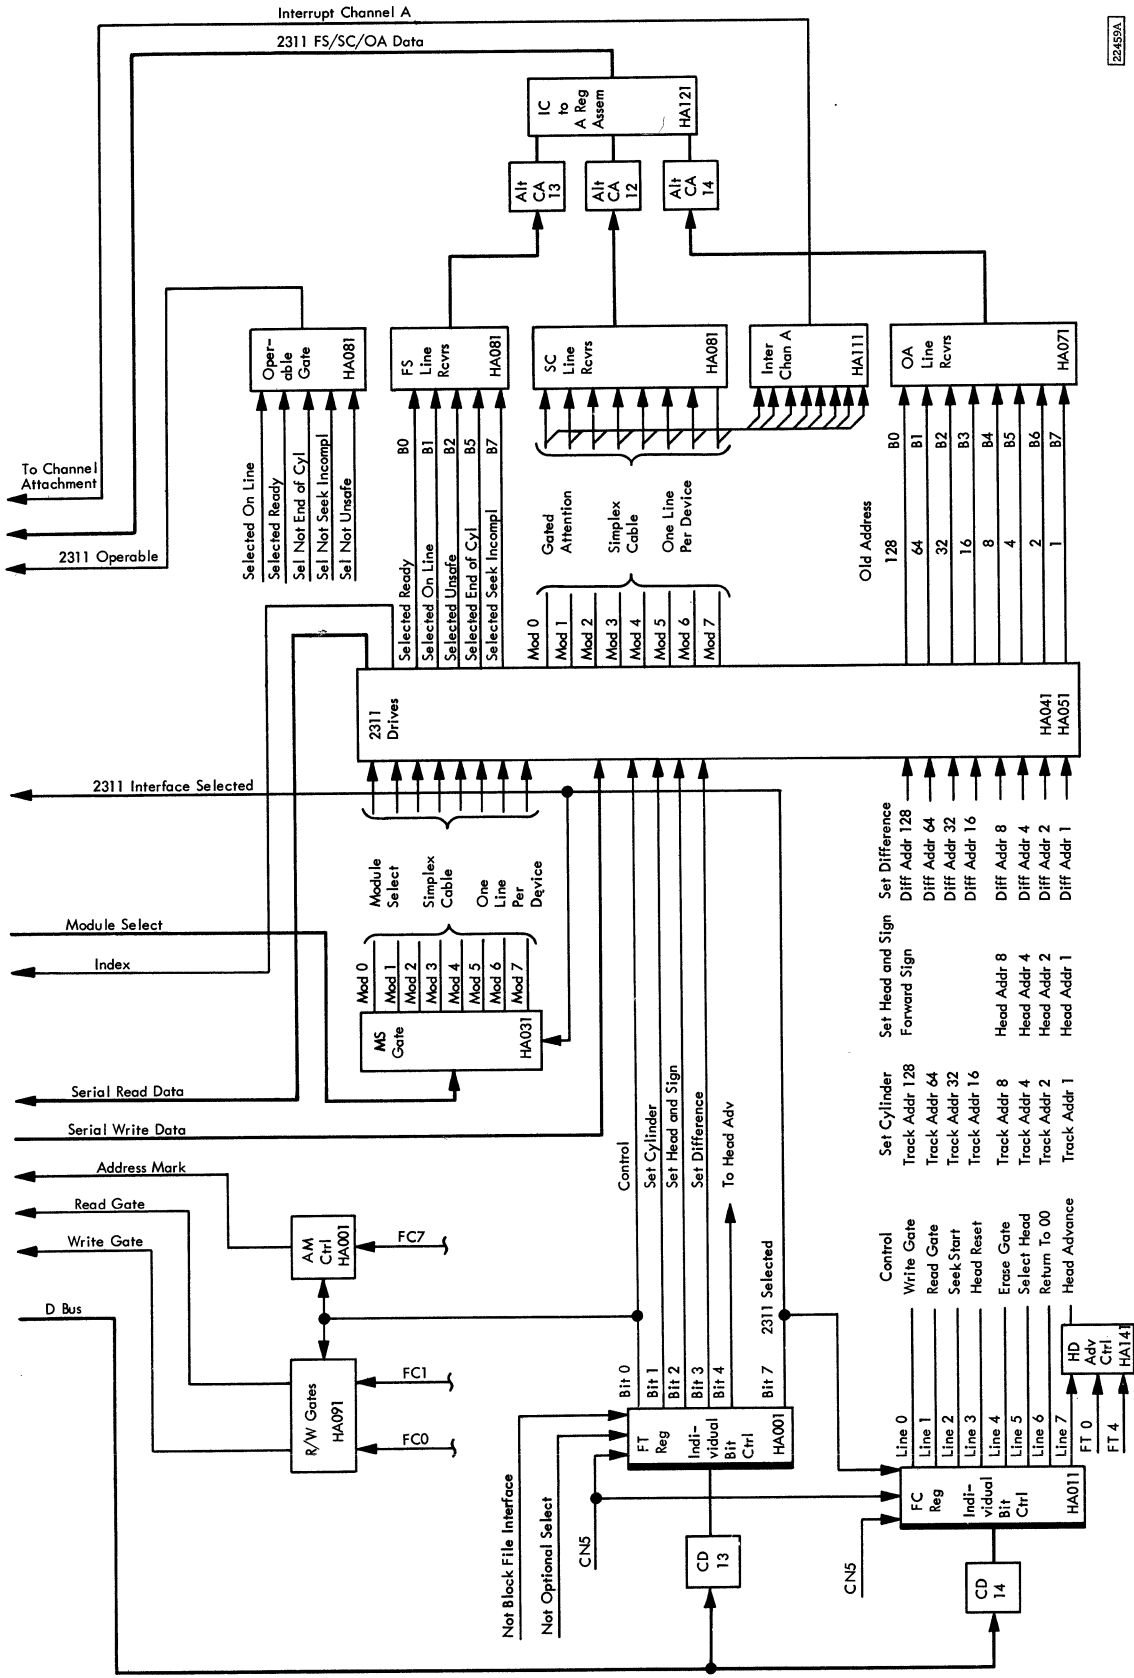 Interrupt Channel A
2311 FS/SC/OA Data
22459A
IC
to
A Reg
Assem
HA121
Alt
CA
13
Alt
CA
12
Alt
CA
14
To Channel
Attachment
2311 Operable
Oper-
able
Gate
HA081
FS
Line
Rcvrs
HA081
SC
Line
Rcvrs
HA081
Inter
Chan A
HA111
OA
Line
Rcvrs
HA071
Selected On Line
Selected Ready
Sel Not End of Cyl
Sel Not Seek Incompl
Sel Not Unsafe
Selected Ready B0
Selected On Line B1
Selected Unsafe B2
Selected End of Cyl B5
Selected Seek Incompl B7
Gated
Attention
Simplex
Cable
One Line
Per Device
Mod 0
Mod 1
Mod 2
Mod 3
Mod 4
Mod 5
Mod 6
Mod 7
Old Address
128 B0
64 B1
32 B2
16 B3
8 B4
4 B5
2 B6
1 B7
2311
Drives
HA041
HA051
2311 Interface Selected
Module Select
Index
Serial Read Data
Serial Write Data
Address Mark
Read Gate
Write Gate
D Bus
Module
Select
Simplex
Cable
One
Line
Per
Device
Mod 0
Mod 1
Mod 2
Mod 3
Mod 4
Mod 5
Mod 6
Mod 7
MS
Gate
HA031
AM
Ctrl
HA001
FC7
R/W Gates
HA091
FC1
FC0
Control
Set Cylinder
Set Head and Sign
Set Difference
To Head Adv
2311 Selected
Bit 0
Bit 1
Bit 2
Bit 3
Bit 4
Bit 7
FT
Reg
Indi-
vidual
Bit
Ctrl
HA001
Not Block File Interface
Not Optional Select
CN5
CD
13
CN5
CD
14
FC
Reg
Indi-
vidual
Bit
Ctrl
HA011
Line 0
Line 1
Line 2
Line 3
Line 4
Line 5
Line 6
Line 7
FT 0
FT 4
HD
Adv
Ctrl
HA141
Control
Write Gate
Read Gate
Seek Start
Head Reset
Erase Gate
Select Head
Return To 00
Head Advance
Set Cylinder
Track Addr 128
Track Addr 64
Track Addr 32
Track Addr 16
Track Addr 8
Track Addr 4
Track Addr 2
Track Addr 1
Set Head and Sign
Forward Sign
Head Addr 8
Head Addr 4
Head Addr 2
Head Addr 1
Set Difference
Diff Addr 128
Diff Addr 64
Diff Addr 32
Diff Addr 16
Diff Addr 8
Diff Addr 4
Diff Addr 2
Diff Addr 1